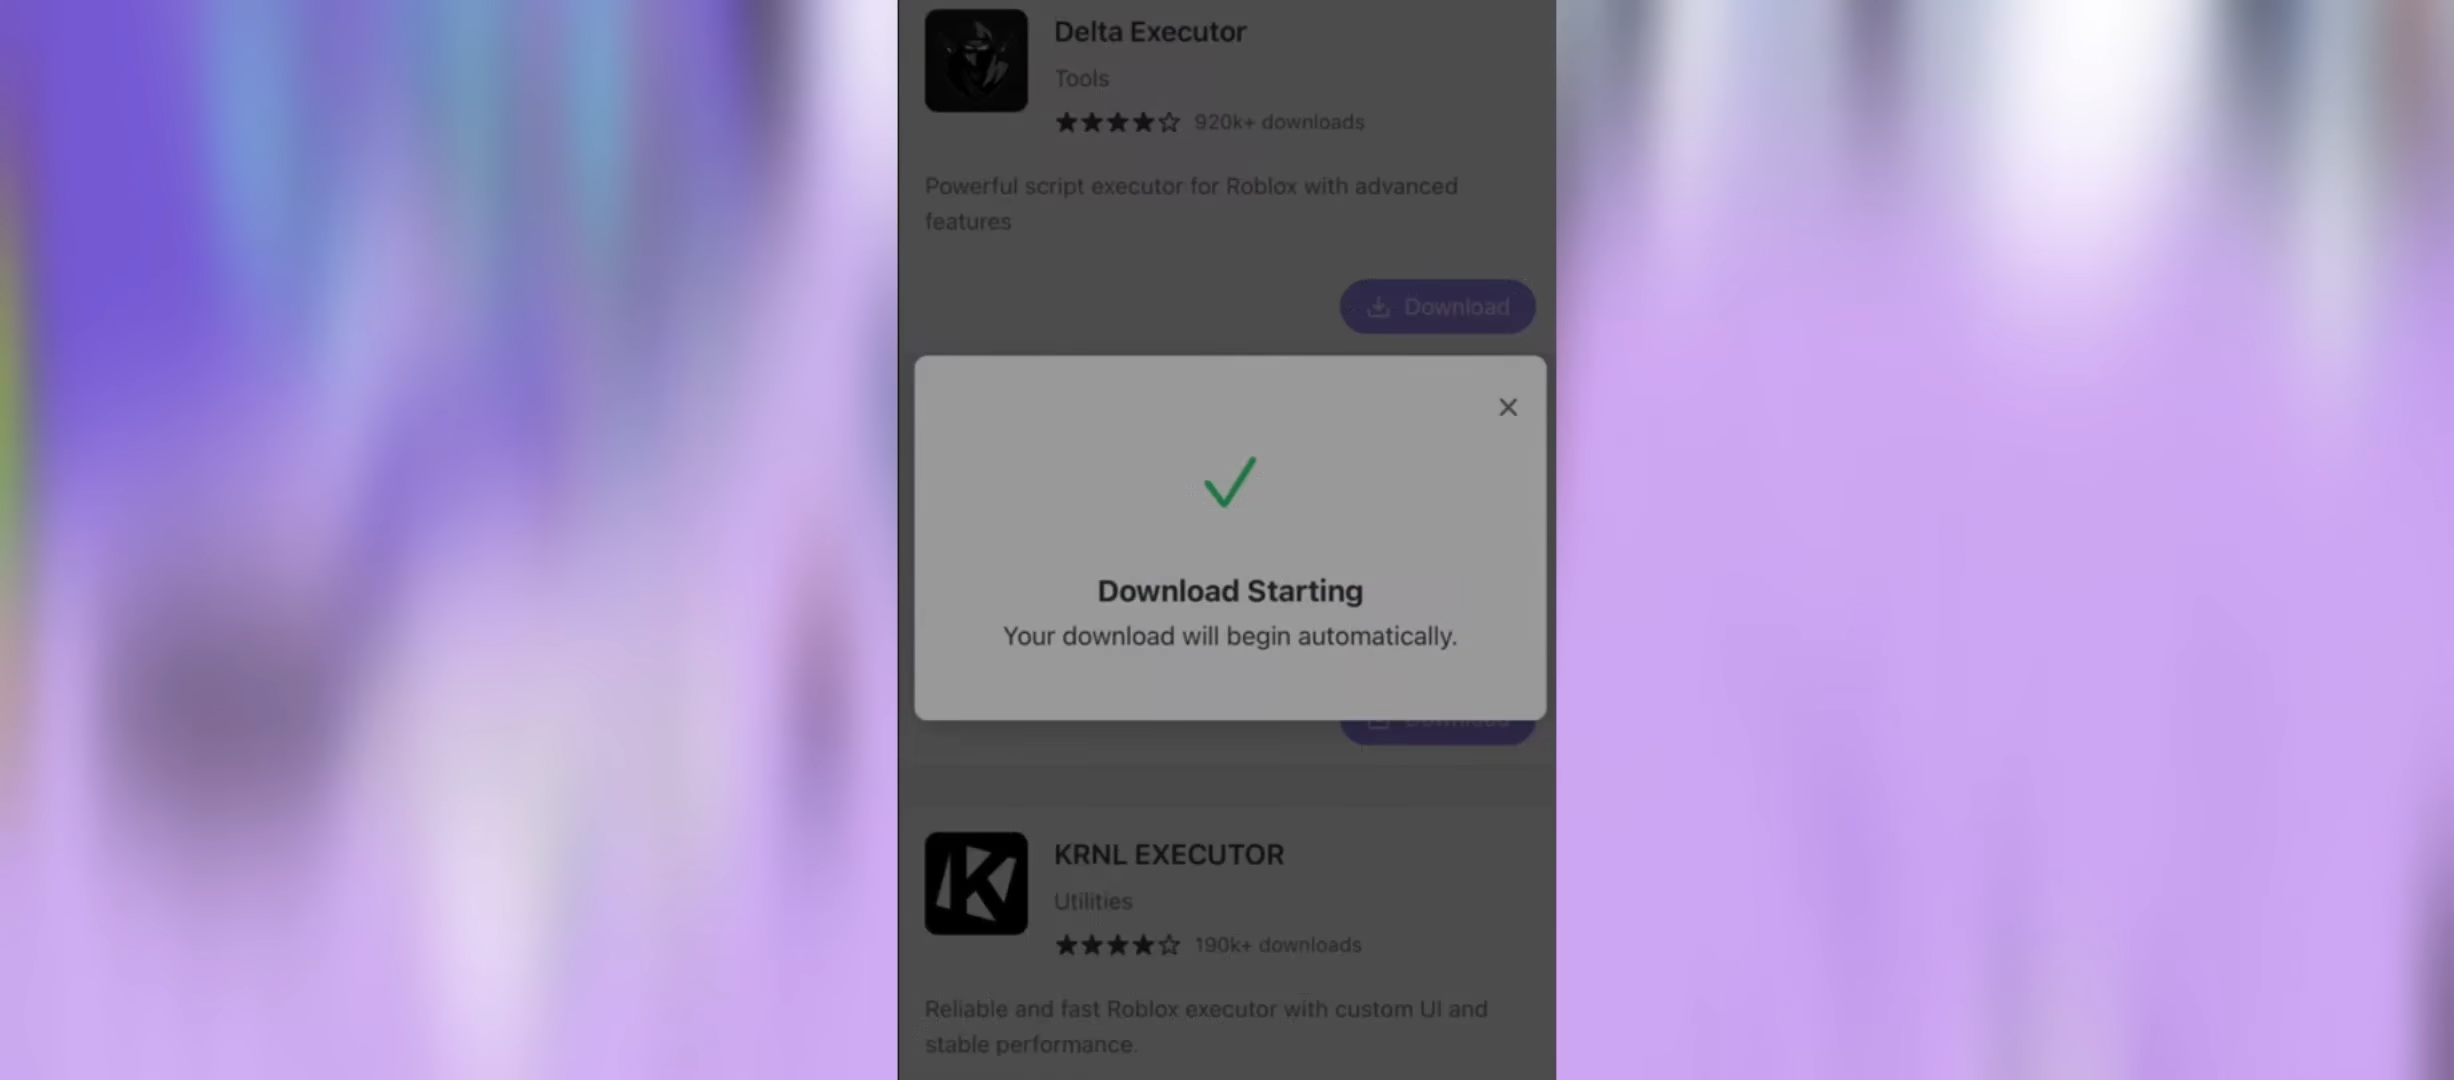 Delta Executor
Tools
920k+ downloads
Powerful script executor for Roblox with advanced
features
Download
Download Starting
Your download will begin automatically.
Download
KRNL EXECUTOR
Utilities
190k+ downloads
Reliable and fast Roblox executor with custom UI and
stable performance.